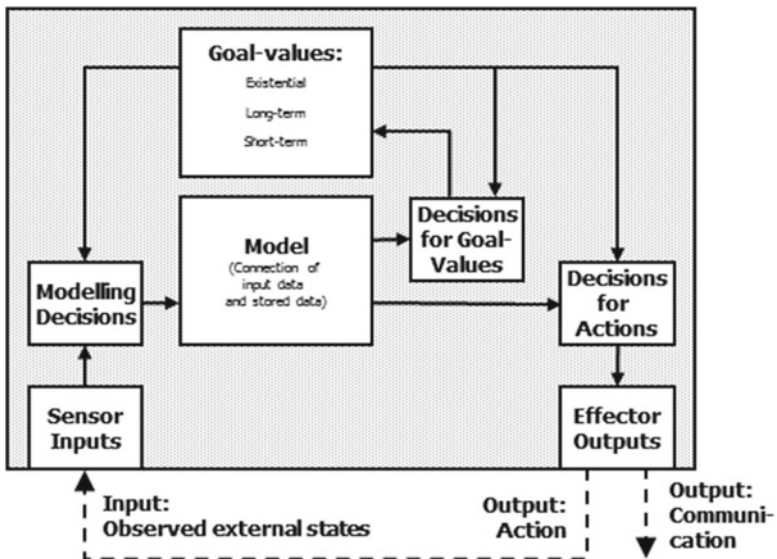 Goal-values:
Existential
Long-term
Short-term
Decisions
for Goal-
Values
Model
(Connection of
input data
and stored data)
Modelling
Decisions
Decisions
for
Actions
Sensor
Inputs
Effector
Outputs
Input:
Observed external states
Output:
Action
Output:
Communi-
cation